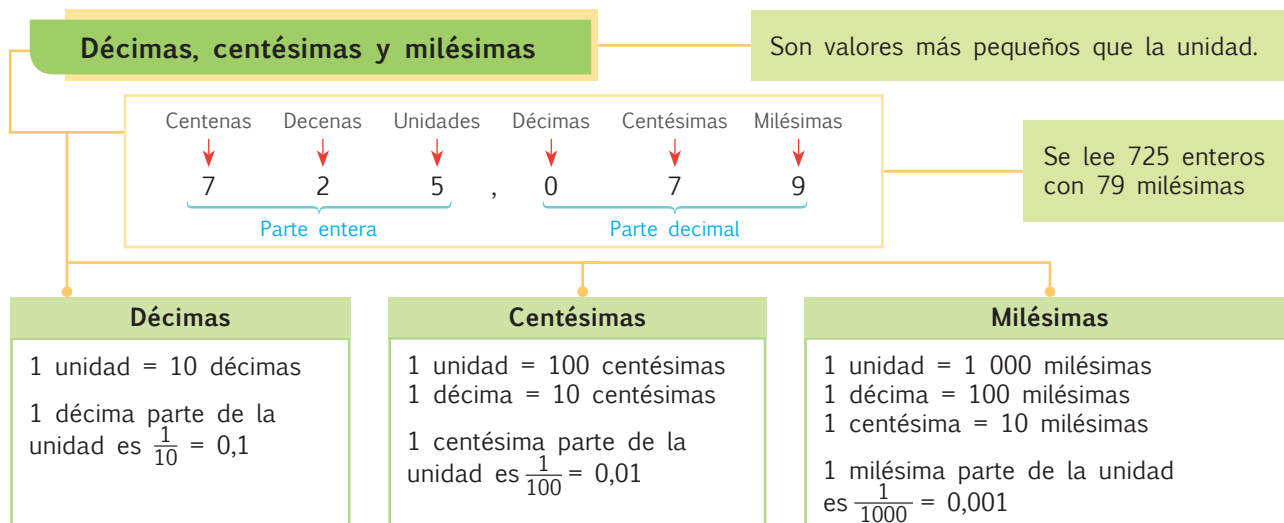 Décimas, centésimas y milésimas
Son valores más pequeños que la unidad.
Centenas Decenas Unidades Décimas Centésimas Milésimas
7 2 5 , 0 7 9
Parte entera Parte decimal
Se lee 725 enteros
con 79 milésimas
Décimas
1 unidad = 10 décimas
1 décima parte de la
unidad es 1/10 = 0,1
Centésimas
1 unidad = 100 centésimas
1 décima = 10 centésimas
1 centésima parte de la
unidad es 1/100 = 0,01
Milésimas
1 unidad = 1 000 milésimas
1 décima = 100 milésimas
1 centésima = 10 milésimas
1 milésima parte de la unidad
es 1/1000 = 0,001